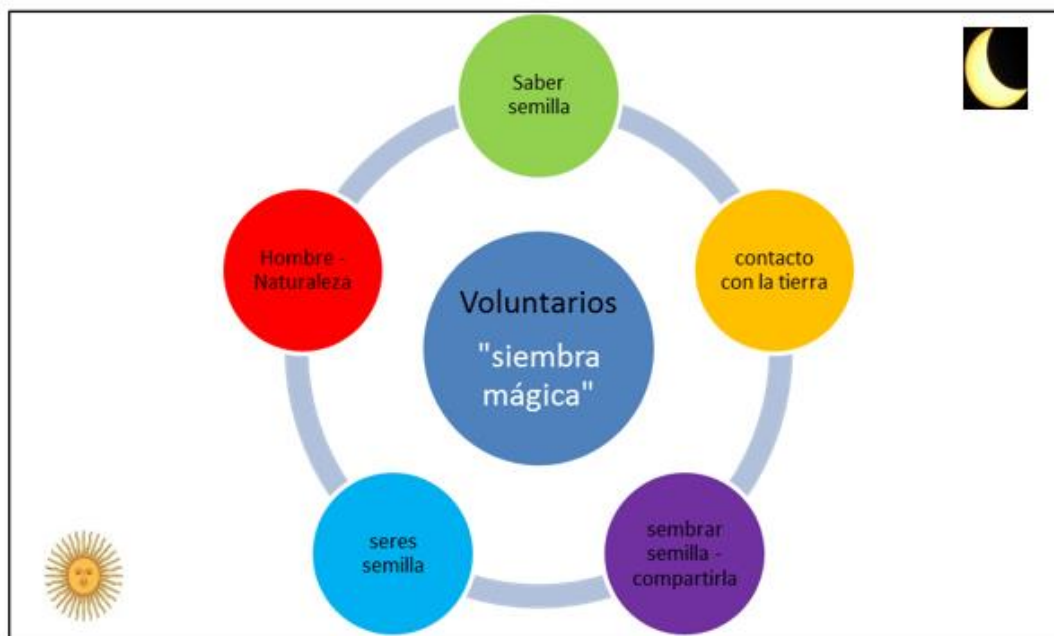 Saber
semilla
Hombre -
Naturaleza
contacto
con la tierra
Voluntarios
"siembra
mágica"
seres
semilla
sembrar
semilla -
compartirla